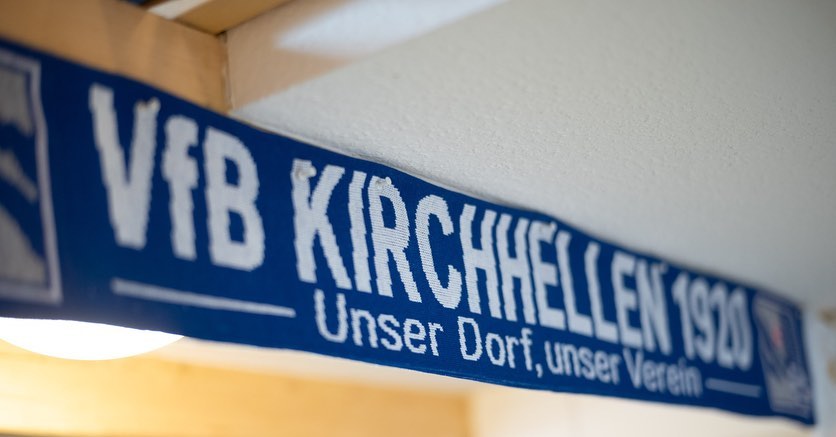 VfB KIRCHHELLEN 1920
Unser Dorf, unser Verein